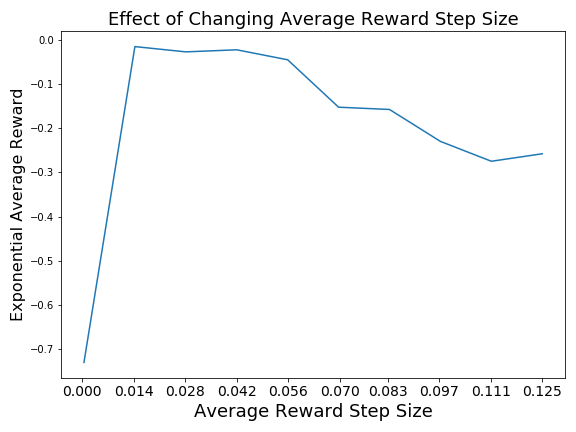 Effect of Changing Average Reward Step Size
0.0
−0.1
−0.2
−0.3
−0.4
−0.5
−0.6
−0.7
Exponential Average Reward
0.000 0.014 0.028 0.042 0.056 0.070 0.083 0.097 0.111 0.125
Average Reward Step Size